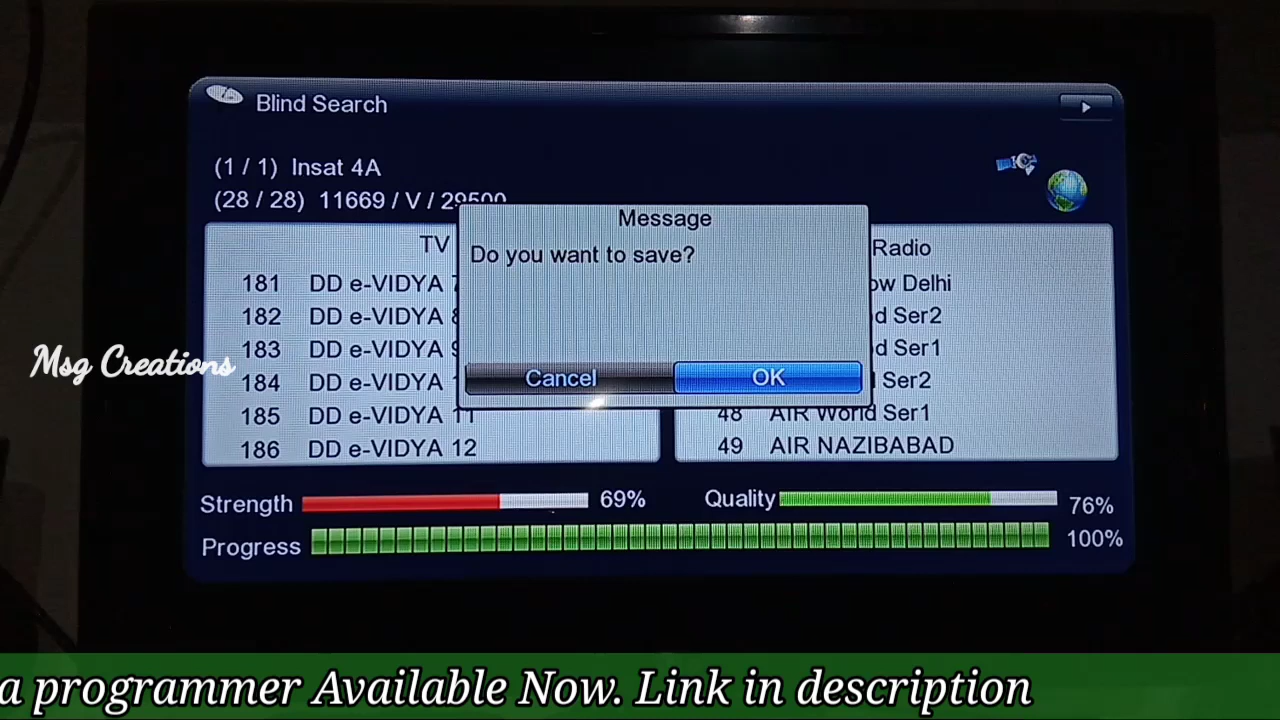 Blind Search
(1 / 1) Insat 4A
(28 / 28) 11669 / V / 29500
Message
Do you want to save?
Cancel
OK
TV
181 DD e-VIDYA
182 DD e-VIDYA
183 DD e-VIDYA
184 DD e-VIDYA
185 DD e-VIDYA 11
186 DD e-VIDYA 12
Radio
ow Delhi
d Ser2
d Ser1
Ser2
48 AIR World Ser1
49 AIR NAZIBABAD
Msg Creations
Strength 69%
Quality 76%
Progress 100%
a programmer Available Now. Link in description